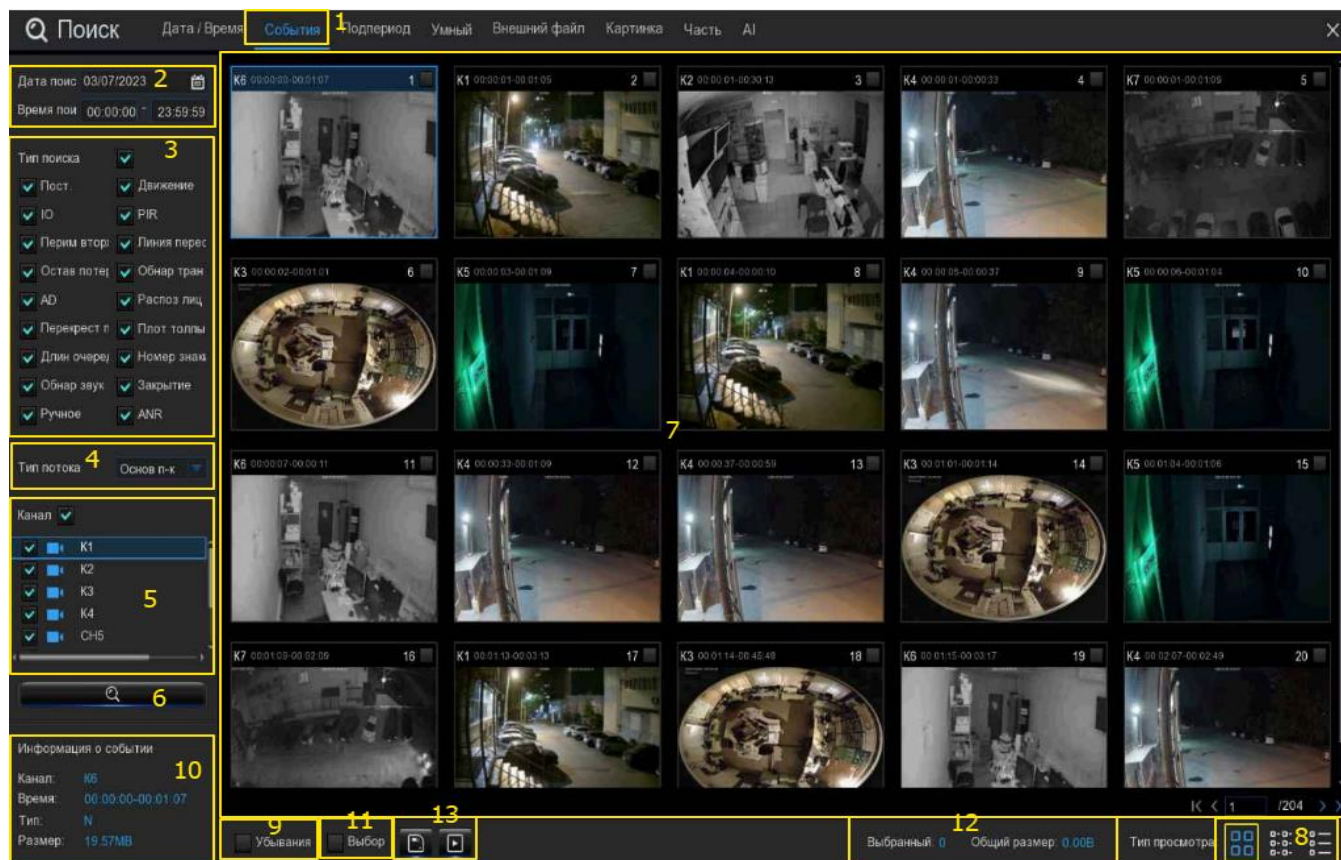 Поиск Дата / Время События 1 Подпериод Умный Внешний файл Картинка Часть AI
Дата поис 03/07/2023 2
Время пои 00:00:00 - 23:59:59
Тип поиска 3
Пост. Движение
IO PIR
Перим втор Линия перес
Остав потер Обнар тран
AD Распоз лиц
Перекрест п Плот толпы
Длин очеред Номер знака
Обнар звук Закрытие
Ручное ANR
Тип потока 4 Основ п-к
Канал
K1
K2
K3
K4
CH5
5
6
Информация о событии
10
Канал: K6
Время: 00:00:00-00:01:07
Тип: N
Размер: 19.57MB
K6 00:00:00-00:01:07 1
K1 00:00:01-00:01:05 2
K2 00:00:01-00:30:13 3
K4 00:00:01-00:00:33 4
K7 00:00:01-00:01:09 5
K3 00:00:02-00:01:01 6
K5 00:00:03-00:01:09 7
K1 00:00:04-00:00:10 8
K4 00:00:05-00:00:37 9
K5 00:00:06-00:01:04 10
7
K6 00:00:07-00:00:11 11
K4 00:00:33-00:01:09 12
K4 00:00:37-00:00:59 13
K3 00:01:01-00:01:14 14
K5 00:01:04-00:01:06 15
K7 00:01:09-00:02:09 16
K1 00:01:13-00:03:13 17
K3 00:01:14-00:45:48 18
K6 00:01:15-00:03:17 19
K4 00:02:07-00:02:49 20
1 /204
9 11 13 12
Убывания Выбор Выбранный: 0 Общий размер: 0.00B Тип просмотра 8